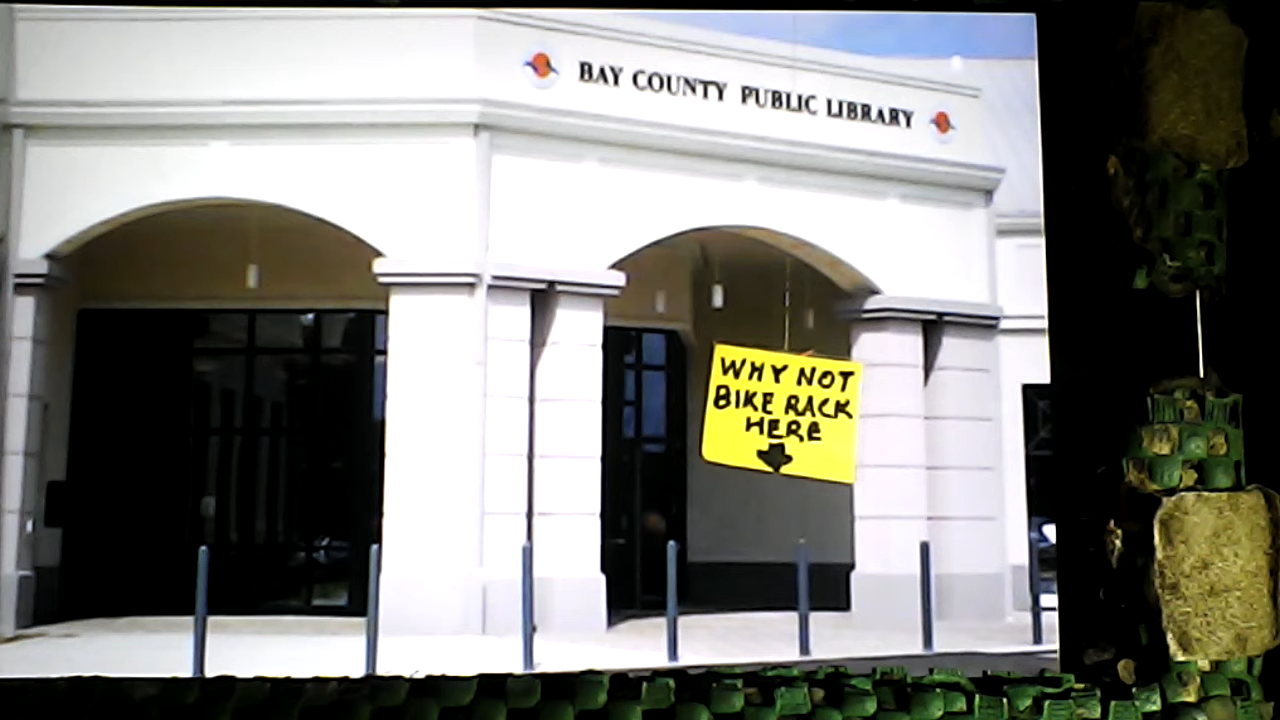 BAY COUNTY PUBLIC LIBRARY
WHY NOT
BIKE RACK
HERE